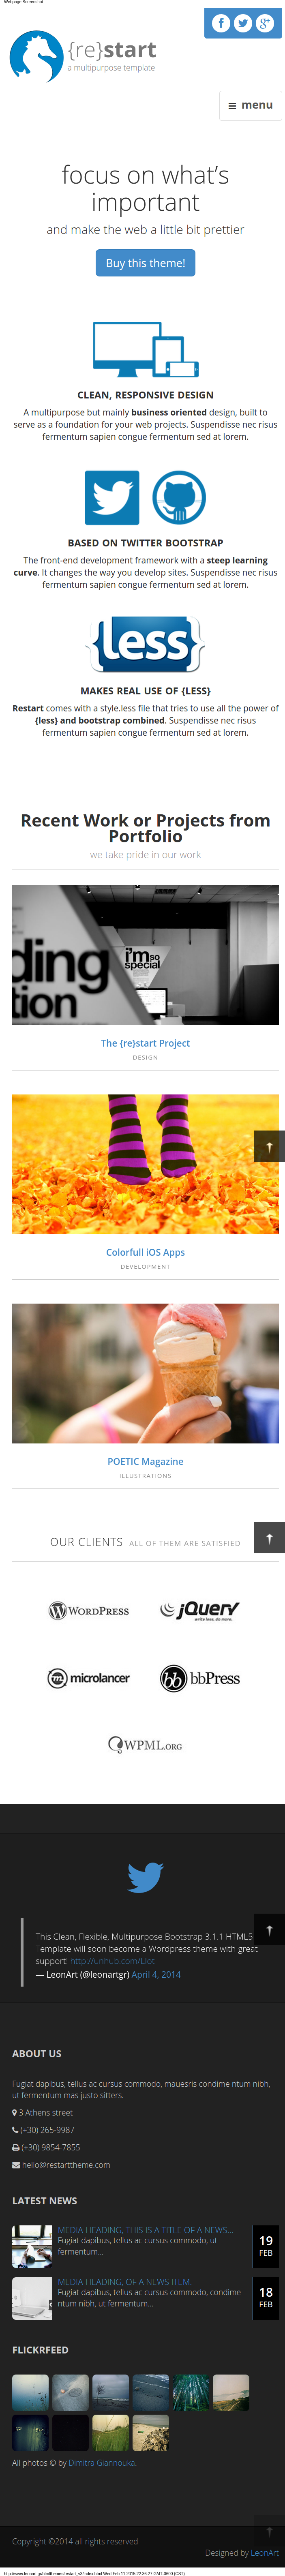 Webpage Screenshot
{re}start
a multipurpose template
menu
focus on what's
important
and make the web a little bit prettier
Buy this theme!
CLEAN, RESPONSIVE DESIGN
A multipurpose but mainly business oriented design, built to
serve as a foundation for your web projects. Suspendisse nec risus
fermentum sapien congue fermentum sed at lorem.
BASED ON TWITTER BOOTSTRAP
The front-end development framework with a steep learning
curve. It changes the way you develop sites. Suspendisse nec risus
fermentum sapien congue fermentum sed at lorem.
{less}
MAKES REAL USE OF {LESS}
Restart comes with a style.less file that tries to use all the power of
{less} and bootstrap combined. Suspendisse nec risus
fermentum sapien congue fermentum sed at lorem.
Recent Work or Projects from
Portfolio
we take pride in our work
ding
tion
i'm so
special
The {re}start Project
DESIGN
Colorfull iOS Apps
DEVELOPMENT
POETIC Magazine
ILLUSTRATIONS
OUR CLIENTS ALL OF THEM ARE SATISFIED
WORDPRESS
jQuery
write less, do more.
microlancer
bb bbPress
WPML.ORG
This Clean, Flexible, Multipurpose Bootstrap 3.1.1 HTML5
Template will soon become a Wordpress theme with great
support! http://unhub.com/LIot
— LeonArt (@leonartgr) April 4, 2014
ABOUT US
Fugiat dapibus, tellus ac cursus commodo, mauesris condime ntum nibh,
ut fermentum mas justo sitters.
3 Athens street
(+30) 265-9987
(+30) 9854-7855
hello@restarttheme.com
LATEST NEWS
MEDIA HEADING, THIS IS A TITLE OF A NEWS...
Fugiat dapibus, tellus ac cursus commodo, ut
fermentum...
19
FEB
MEDIA HEADING, OF A NEWS ITEM.
Fugiat dapibus, tellus ac cursus commodo, condime
ntum nibh, ut fermentum...
18
FEB
FLICKRFEED
All photos © by Dimitra Giannouka.
Copyright ©2014 all rights reserved
Designed by LeonArt
http://www.leonart.gr/htmlthemes/restart_v3/index.html Wed Feb 11 2015 22:38:27 GMT-0600 (CST)